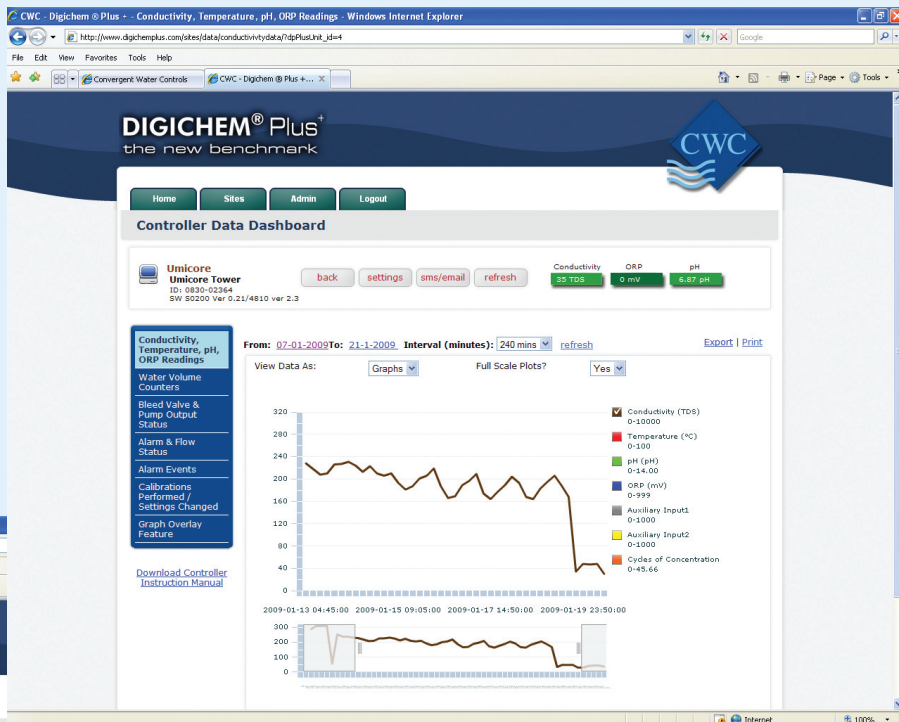 CWC - Digichem ® Plus + - Conductivity, Temperature, pH, ORP Readings - Windows Internet Explorer
http://www.digichemplus.com/sites/data/conductivitydata/?dpPlusUnit_id=4
Google
File Edit View Favorites Tools Help
Convergent Water Controls
CWC - Digichem ® Plus +...
Page
Tools
DIGICHEM® Plus+
the new benchmark
CWC
Home
Sites
Admin
Logout
Controller Data Dashboard
Umicore
Umicore Tower
ID: 0830-02364
SW S0200 Ver 0.21/4810 ver 2.3
back
settings
sms/email
refresh
Conductivity ORP pH
35 TDS 0 mV 6.87 pH
Conductivity,
Temperature, pH,
ORP Readings
Water Volume
Counters
Bleed Valve &
Pump Output
Status
Alarm & Flow
Status
Alarm Events
Calibrations
Performed /
Settings Changed
Graph Overlay
Feature
Download Controller
Instruction Manual
From: 07-01-2009To: 21-1-2009 Interval (minutes): 240 mins refresh
Export | Print
View Data As: Graphs Full Scale Plots? Yes
320
280
240
200
160
120
80
40
0
2009-01-13 04:45:00 2009-01-15 09:05:00 2009-01-17 14:50:00 2009-01-19 23:50:00
300
200
100
0
Conductivity (TDS)
0-10000
Temperature (°C)
0-100
pH (pH)
0-14.00
ORP (mV)
0-999
Auxiliary Input1
0-1000
Auxiliary Input2
0-1000
Cycles of Concentration
0-45.66
Internet
100%